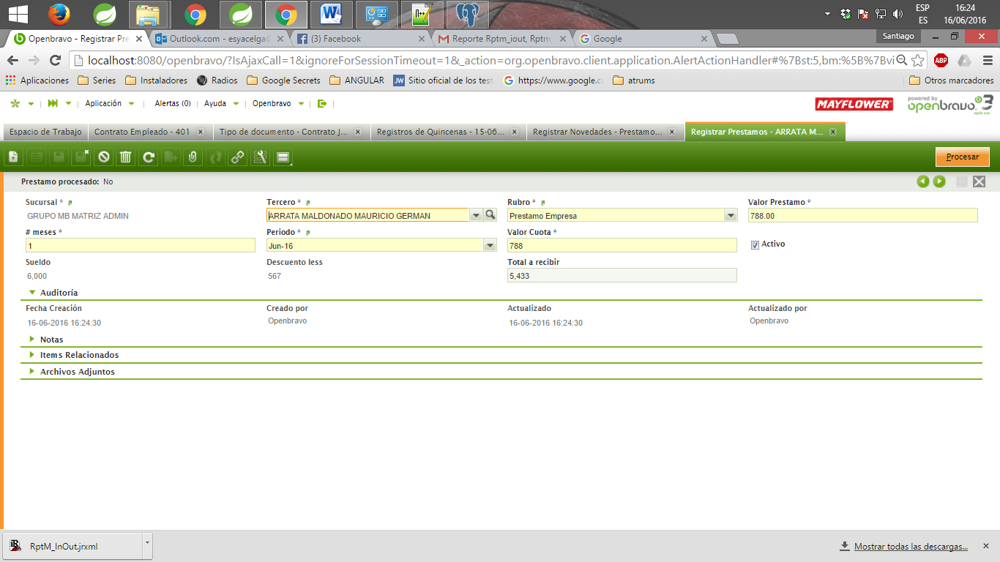 ESP
ES
16:24
16/06/2016
Openbravo - Registrar Pre
Outlook.com - esyacelga@
(3) Facebook
Reporte Rptm_iout, Rptm_
Google
Santiago
localhost:8080/openbravo/?IsAjaxCall=1&ignoreForSessionTimeout=1&_action=org.openbravo.client.application.AlertActionHandler#%7Bst:5,bm:%5B%7Bvi
ABP
Aplicaciones
Series
Instaladores
Radios
Google Secrets
ANGULAR
JW Sitio oficial de los test
https://www.google.co
atrums
Otros marcadores
Aplicación
Alertas (0)
Ayuda
Openbravo
MAYFLOWER
powered by
openbravo 3
agile erp
Espacio de Trabajo
Contrato Empleado - 401
Tipo de documento - Contrato J...
Registros de Quincenas - 15-06...
Registrar Novedades - Prestamo...
Registrar Prestamos - ARRATA M...
Procesar
Prestamo procesado: No
Sucursal *
Tercero *
Rubro *
Valor Prestamo *
GRUPO MB MATRIZ ADMIN
ARRATA MALDONADO MAURICIO GERMAN
Prestamo Empresa
788.00
# meses *
Periodo *
Valor Cuota *
1
Jun-16
788
Activo
Sueldo
Descuento Iess
Total a recibir
6,000
567
5,433
Auditoría
Fecha Creación
Creado por
Actualizado
Actualizado por
16-06-2016 16:24:30
Openbravo
16-06-2016 16:24:30
Openbravo
Notas
Items Relacionados
Archivos Adjuntos
iR
RptM_InOut.jrxml
Mostrar todas las descargas...